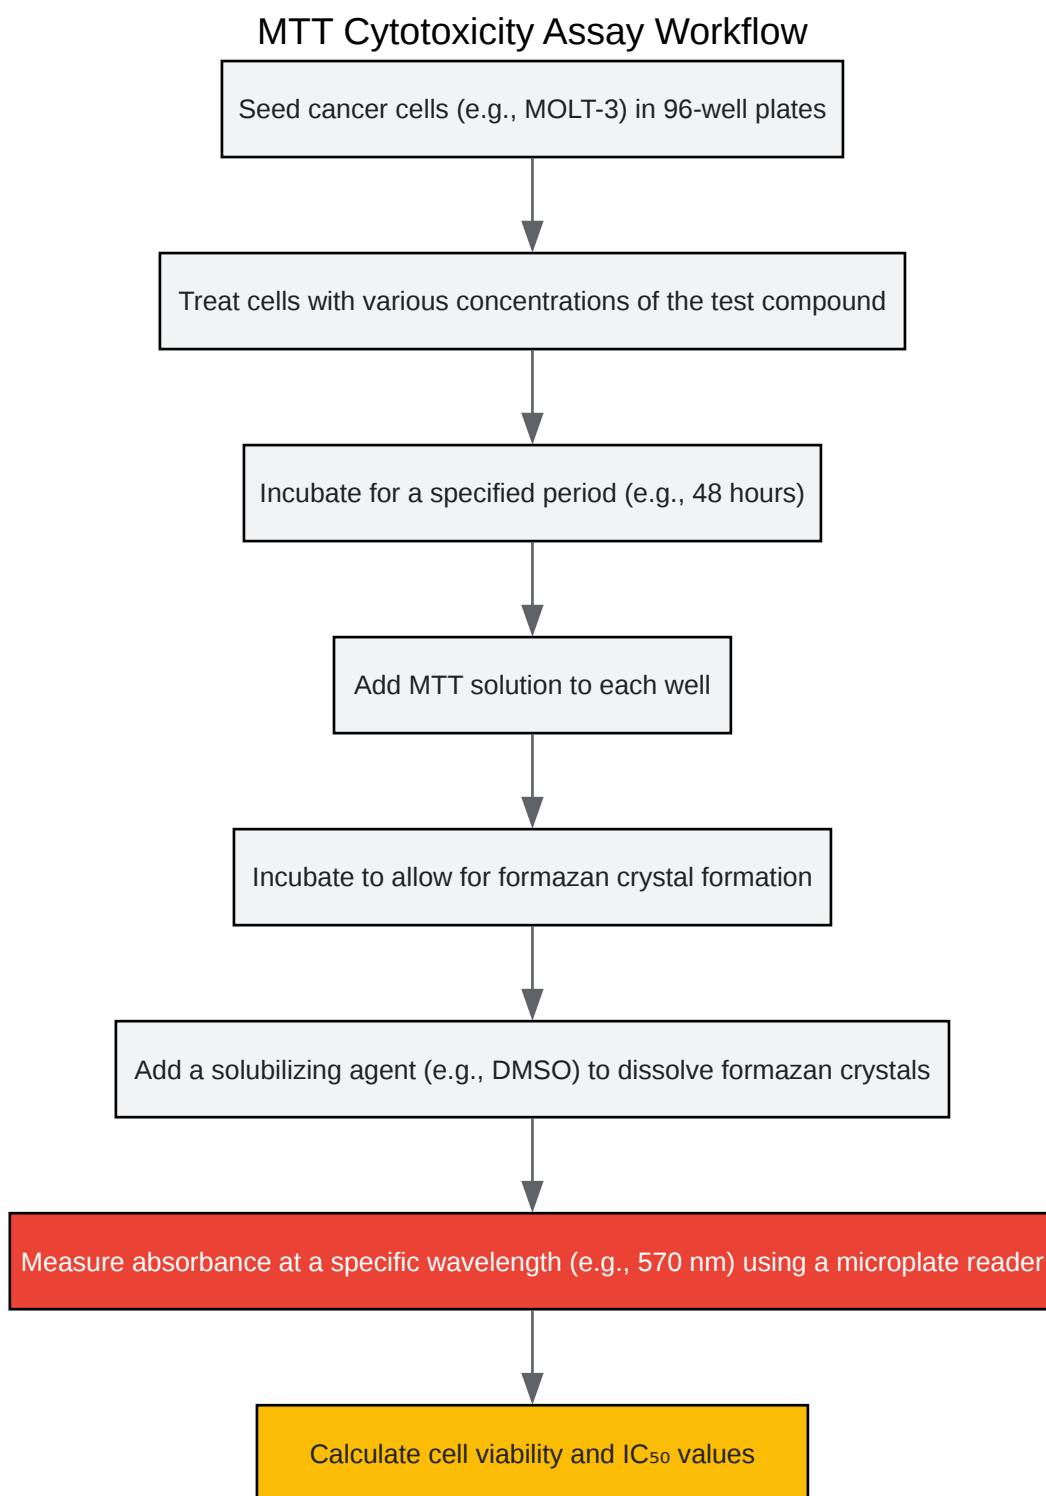 MTT Cytotoxicity Assay Workflow
Seed cancer cells (e.g., MOLT-3) in 96-well plates
Treat cells with various concentrations of the test compound
Incubate for a specified period (e.g., 48 hours)
Add MTT solution to each well
Incubate to allow for formazan crystal formation
Add a solubilizing agent (e.g., DMSO) to dissolve formazan crystals
Measure absorbance at a specific wavelength (e.g., 570 nm) using a microplate reader
Calculate cell viability and IC₅₀ values